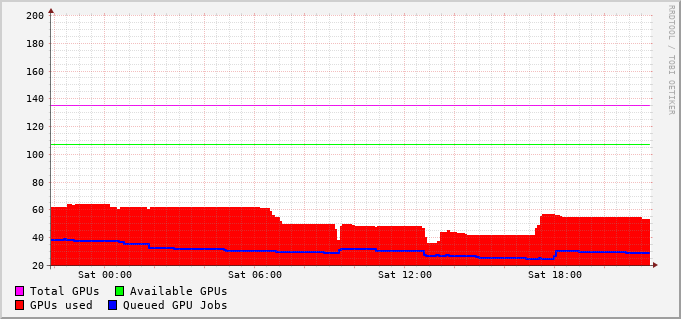 RRDTOOL / TOBI OETIKER
200
180
160
140
120
100
80
60
40
20
Sat 00:00 Sat 06:00 Sat 12:00 Sat 18:00
Total GPUs Available GPUs
GPUs used Queued GPU Jobs